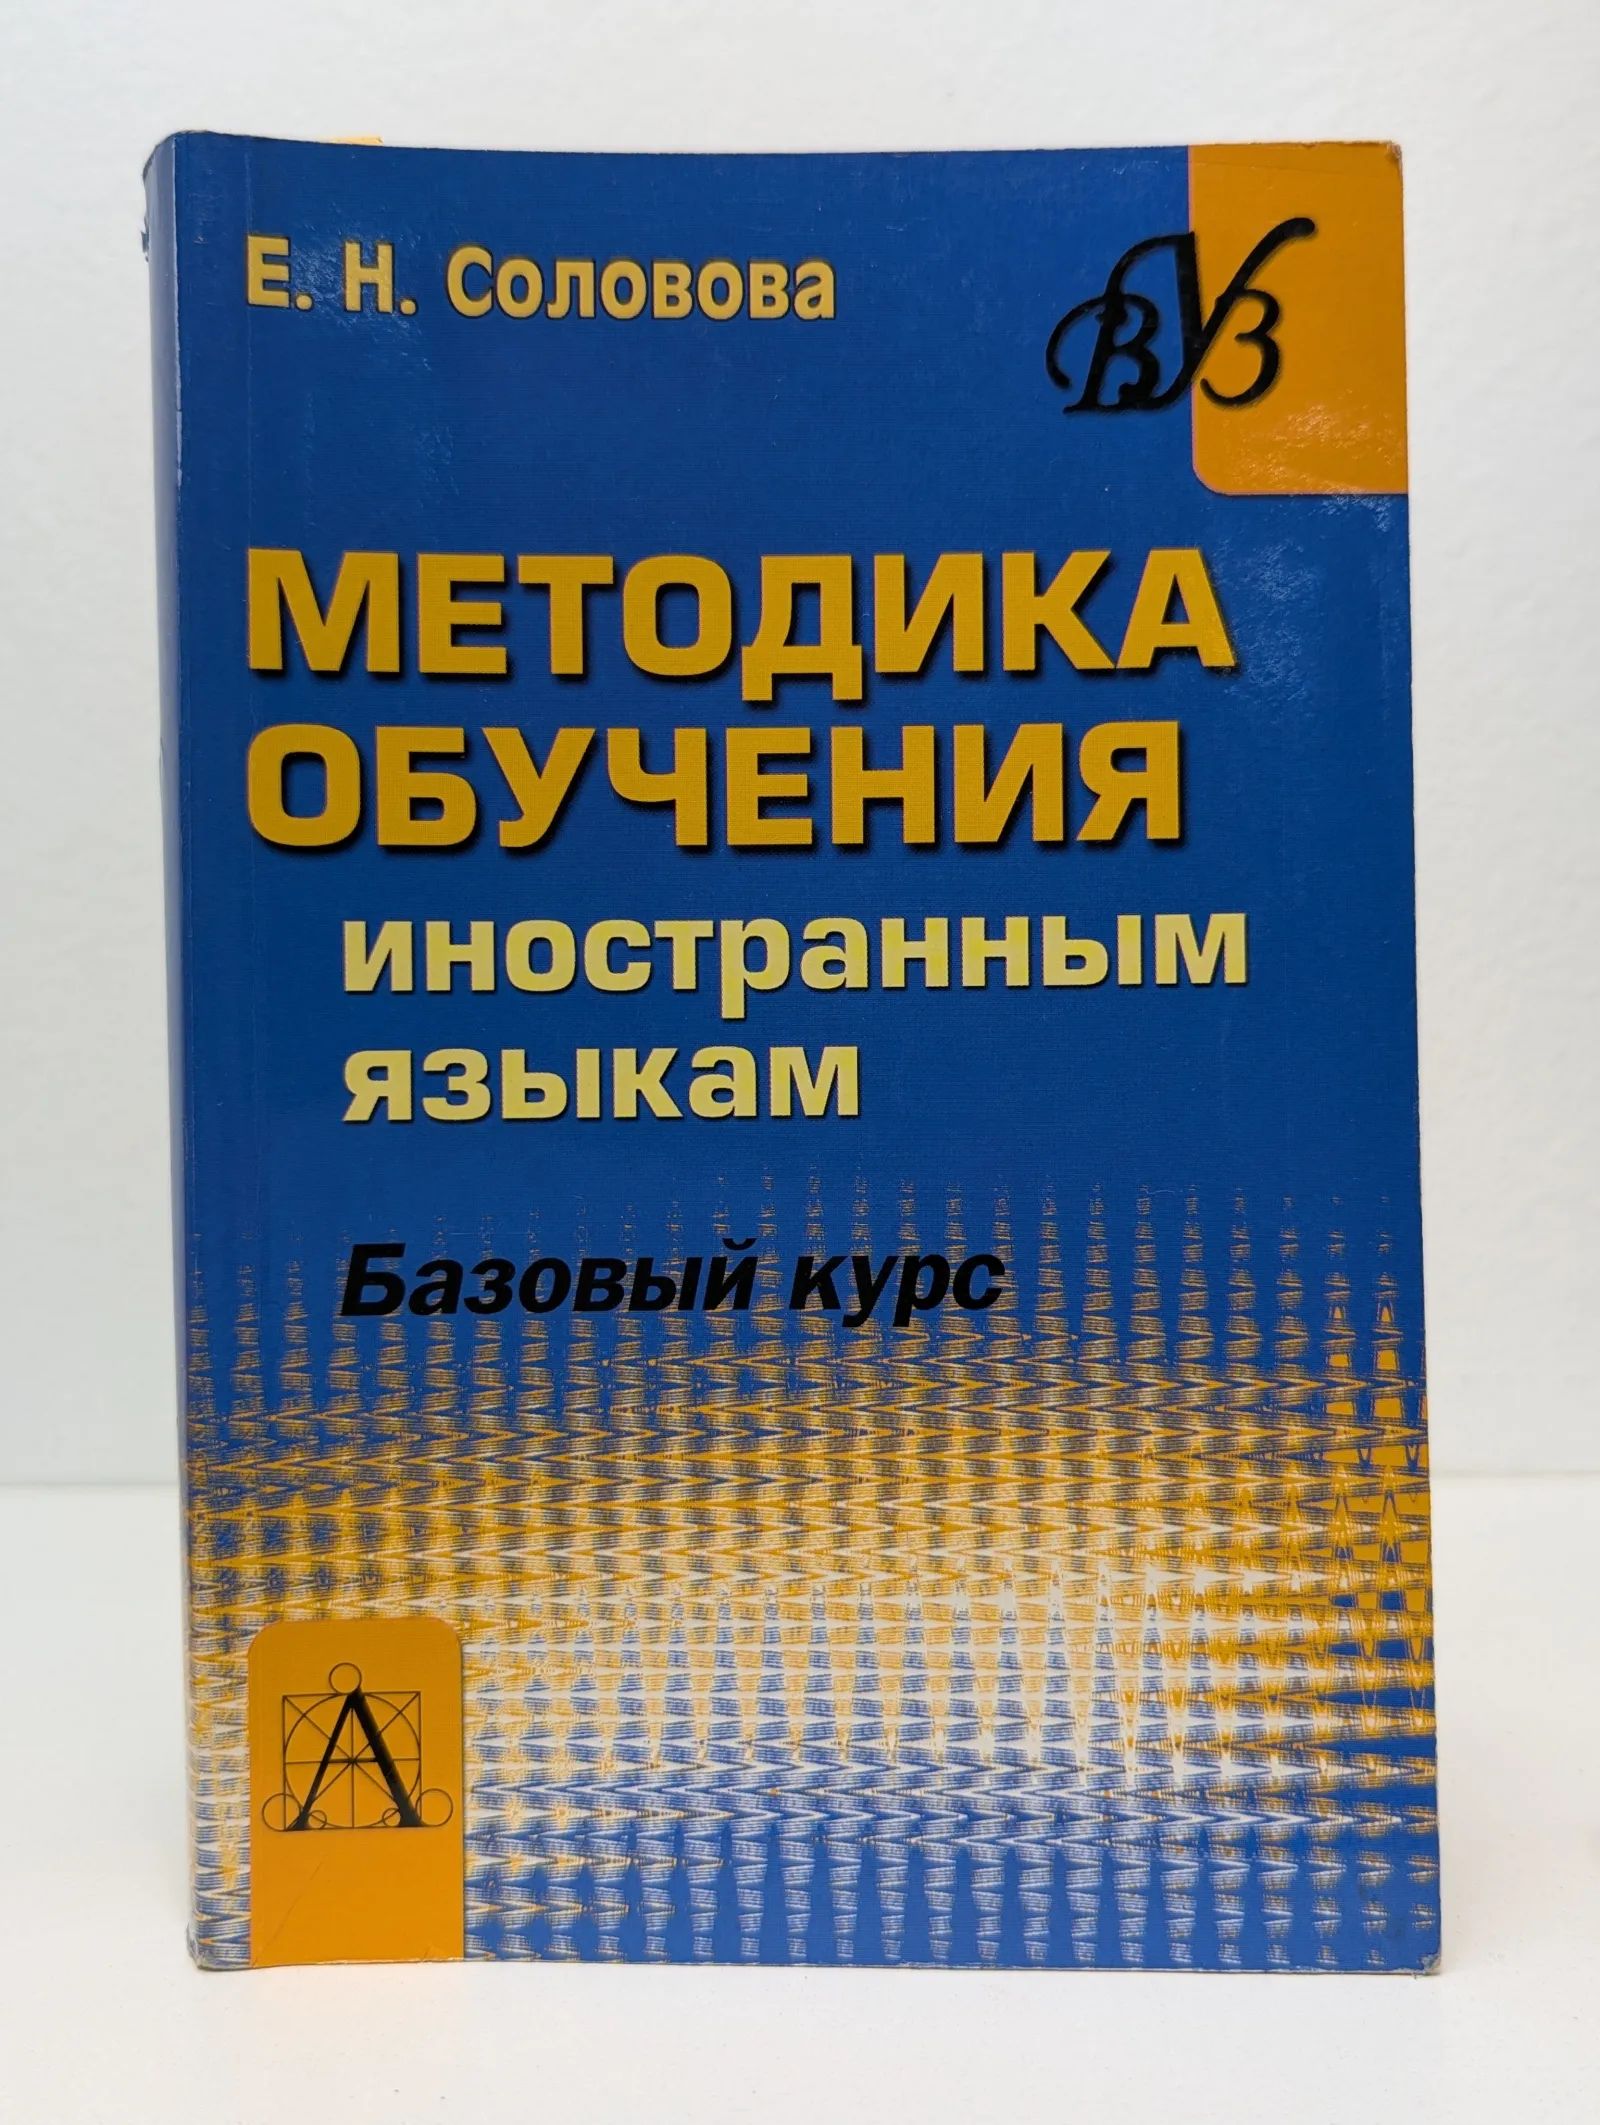 Е. Н. Соловова
ВУЗ
МЕТОДИКА
ОБУЧЕНИЯ
иностранным
языкам
Базовый курс
А